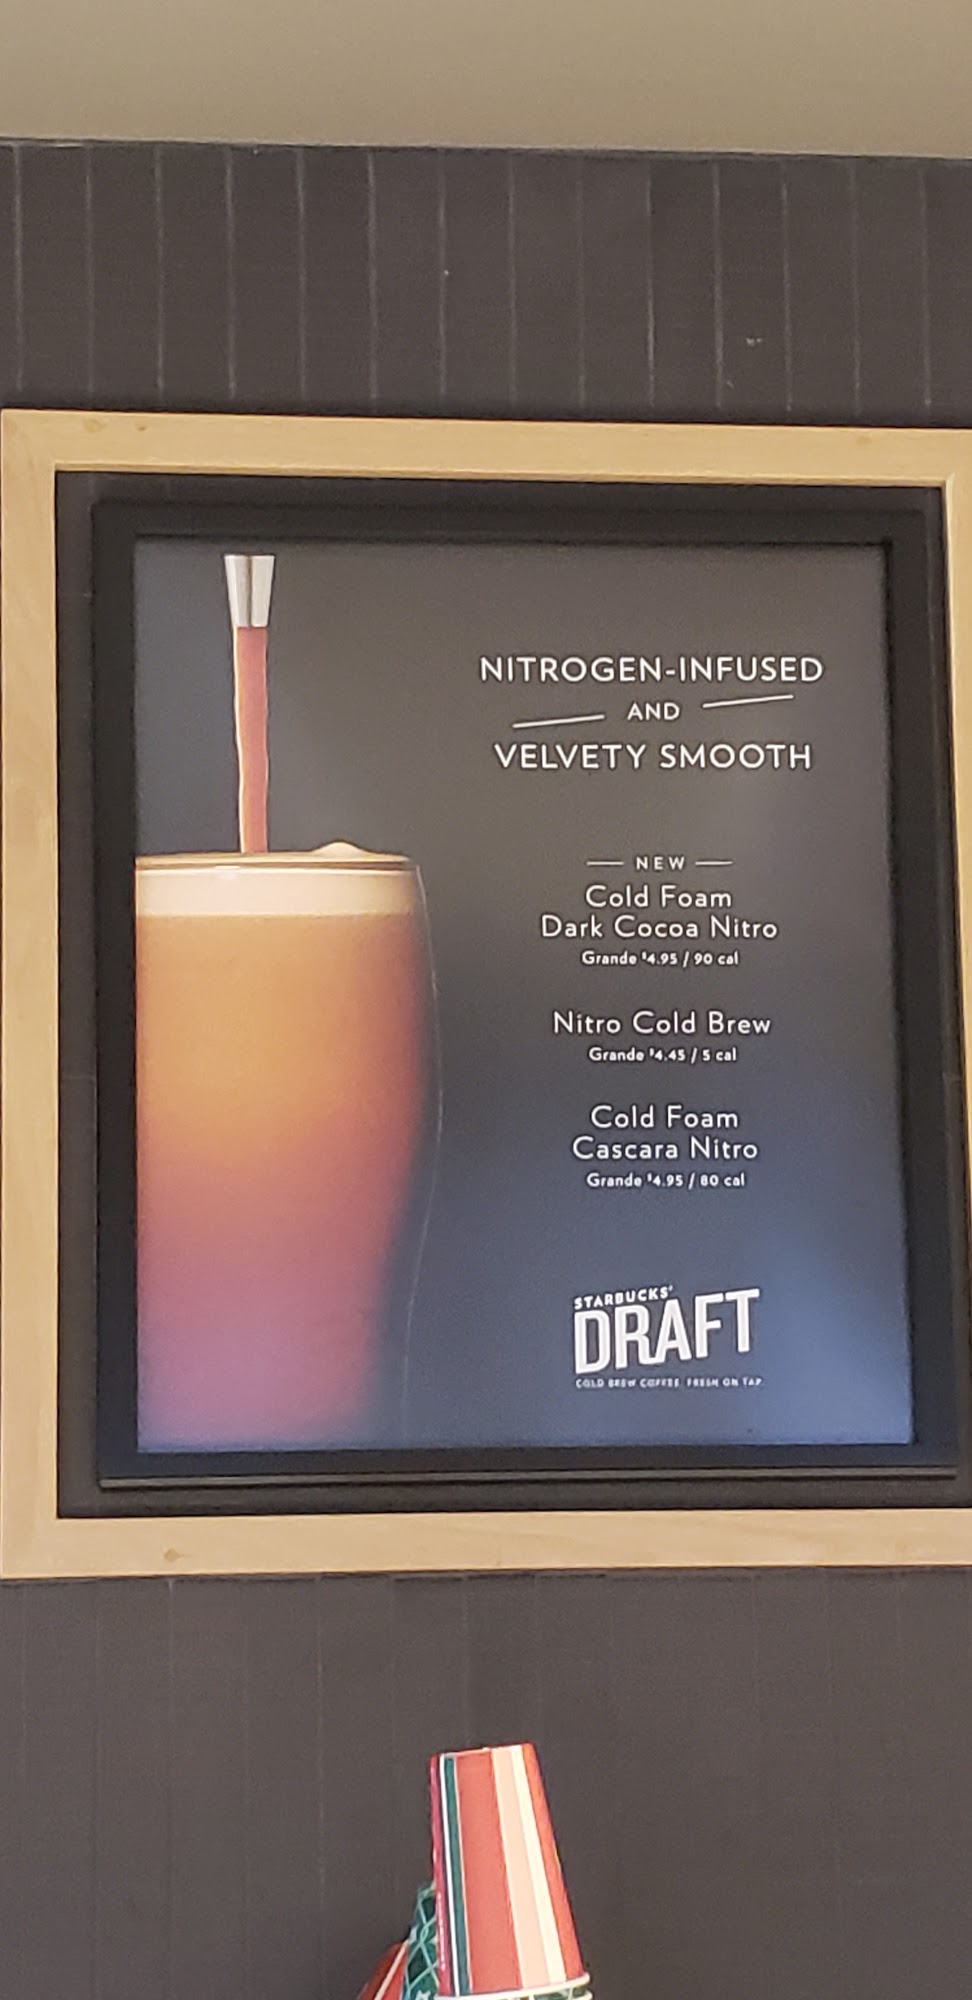 NITROGEN-INFUSED
AND
VELVETY SMOOTH
NEW
Cold Foam
Dark Cocoa Nitro
Grande $4.95 / 90 cal
Nitro Cold Brew
Grande $4.45 / 5 cal
Cold Foam
Cascara Nitro
Grande $4.95 / 80 cal
STARBUCKS®
DRAFT
COLD BREW COFFEE. FRESH ON TAP.